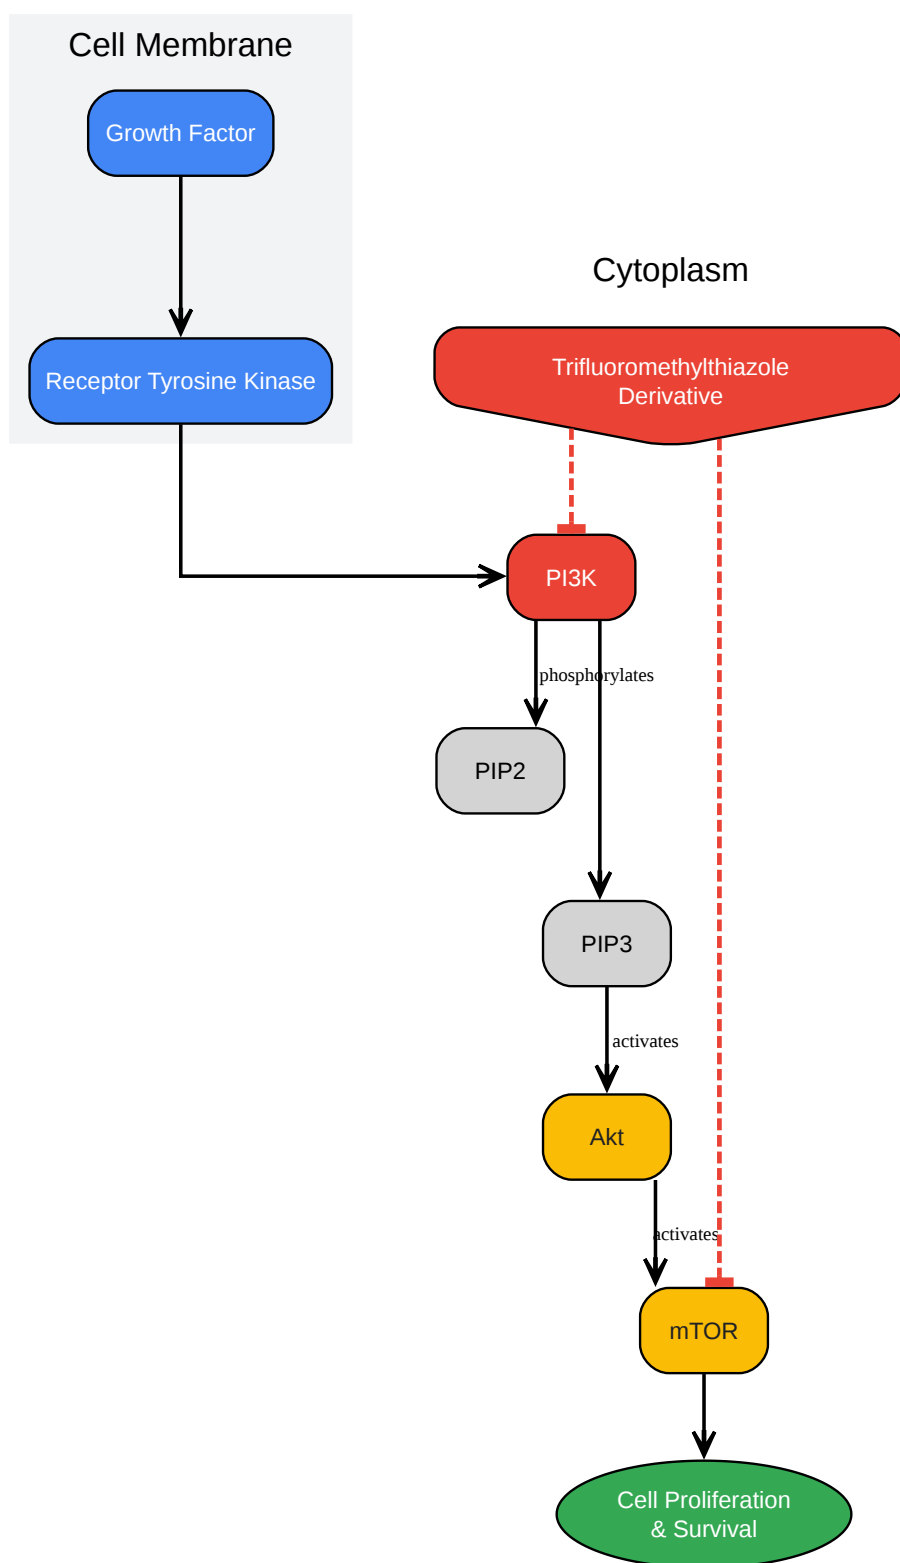 Cell Membrane
Growth Factor
Cytoplasm
Trifluoromethylthiazole
Derivative
Receptor Tyrosine Kinase
PI3K
phosphorylates
PIP2
PIP3
activates
Akt
activates
mTOR
Cell Proliferation
& Survival